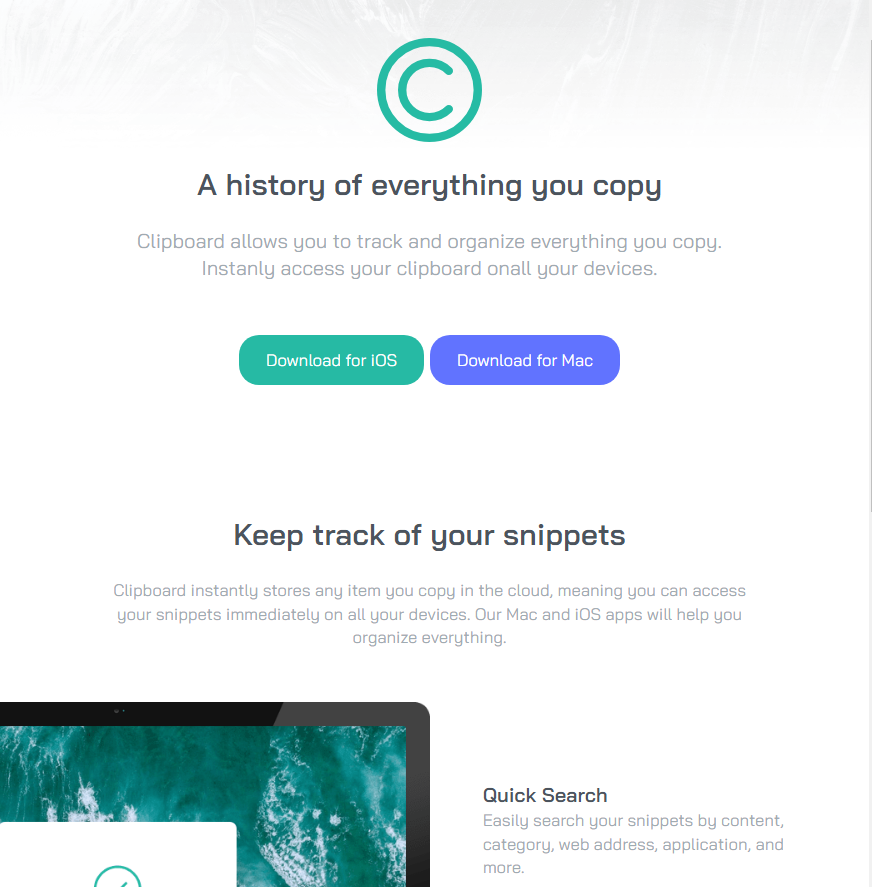 A history of everything you copy
Clipboard allows you to track and organize everything you copy.
Instanly access your clipboard onall your devices.
Download for iOS
Download for Mac
Keep track of your snippets
Clipboard instantly stores any item you copy in the cloud, meaning you can access
your snippets immediately on all your devices. Our Mac and iOS apps will help you
organize everything.
Quick Search
Easily search your snippets by content,
category, web address, application, and
more.